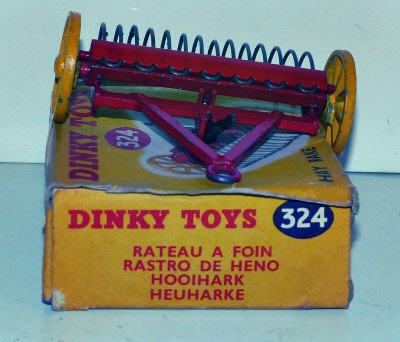 DINKY TOYS
324
HAY RAKE
DINKY TOYS 324
RATEAU A FOIN
RASTRO DE HENO
HOOIHARK
HEUHARKE